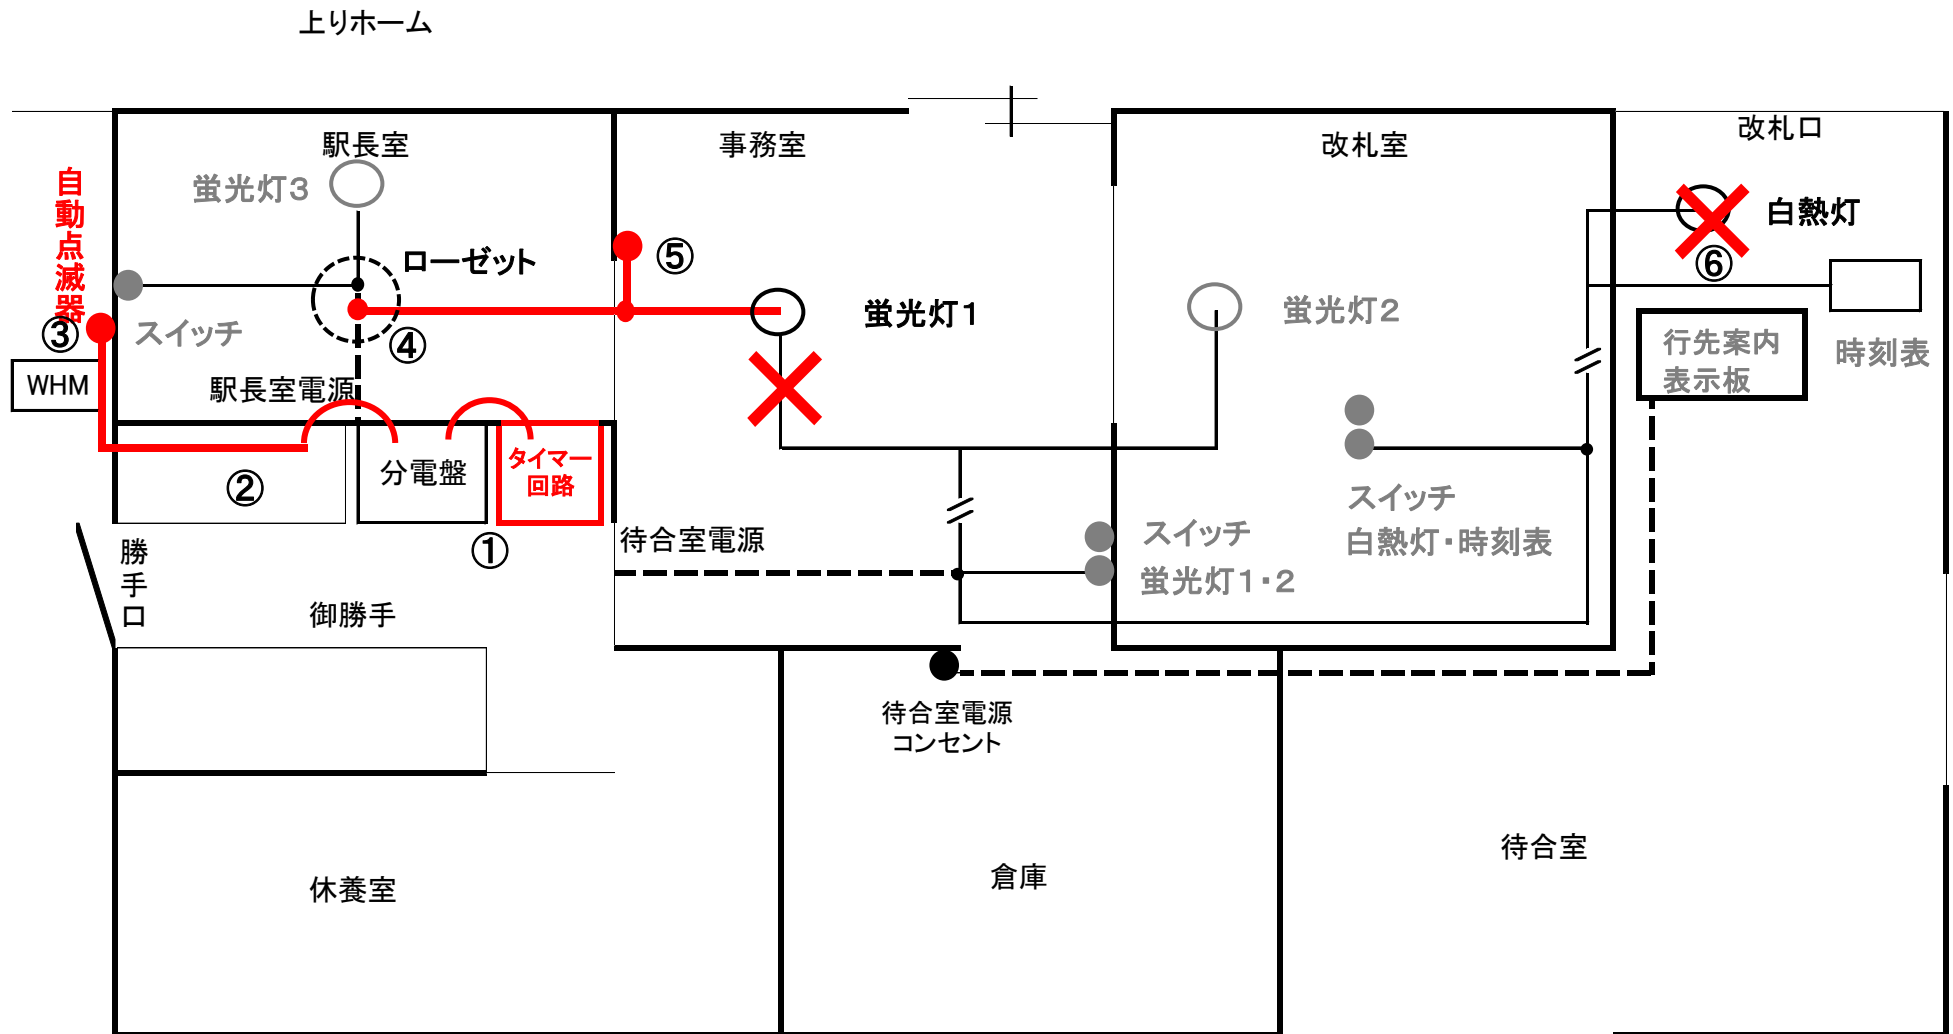 上りホーム
駅長室
事務室
改札室
改札口
自動点滅器
蛍光灯3
白熱灯
ローゼット
⑤
⑥
スイッチ
③
④
蛍光灯1
蛍光灯2
行先案内
表示板
時刻表
WHM
駅長室電源
②
分電盤
タイマー
回路
①
スイッチ
白熱灯・時刻表
勝手口
待合室電源
スイッチ
蛍光灯1・2
御勝手
待合室電源
コンセント
休養室
倉庫
待合室